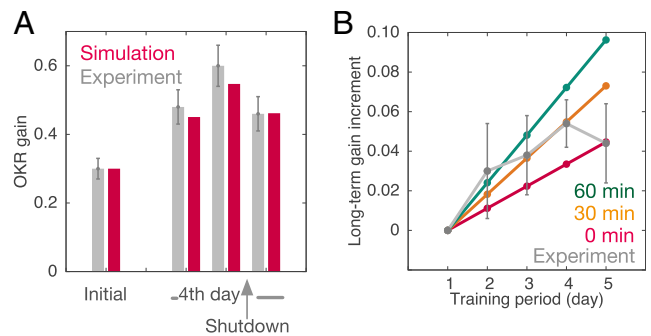 A
Simulation
Experiment
OKR gain
0.6
0.4
0.2
0
Initial
4th day
Shutdown
B
Long-term gain increment
0.10
0.08
0.06
0.04
0.02
0
60 min
30 min
0 min
Experiment
1 2 3 4 5
Training period (day)